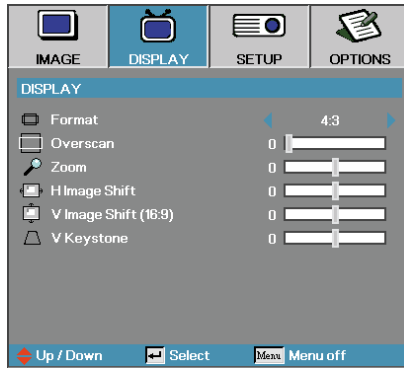 IMAGE DISPLAY SETUP OPTIONS
DISPLAY
Format 4:3
Overscan 0
Zoom 0
H Image Shift 0
V Image Shift (16:9) 0
V Keystone 0
Up / Down Select Menu Menu off